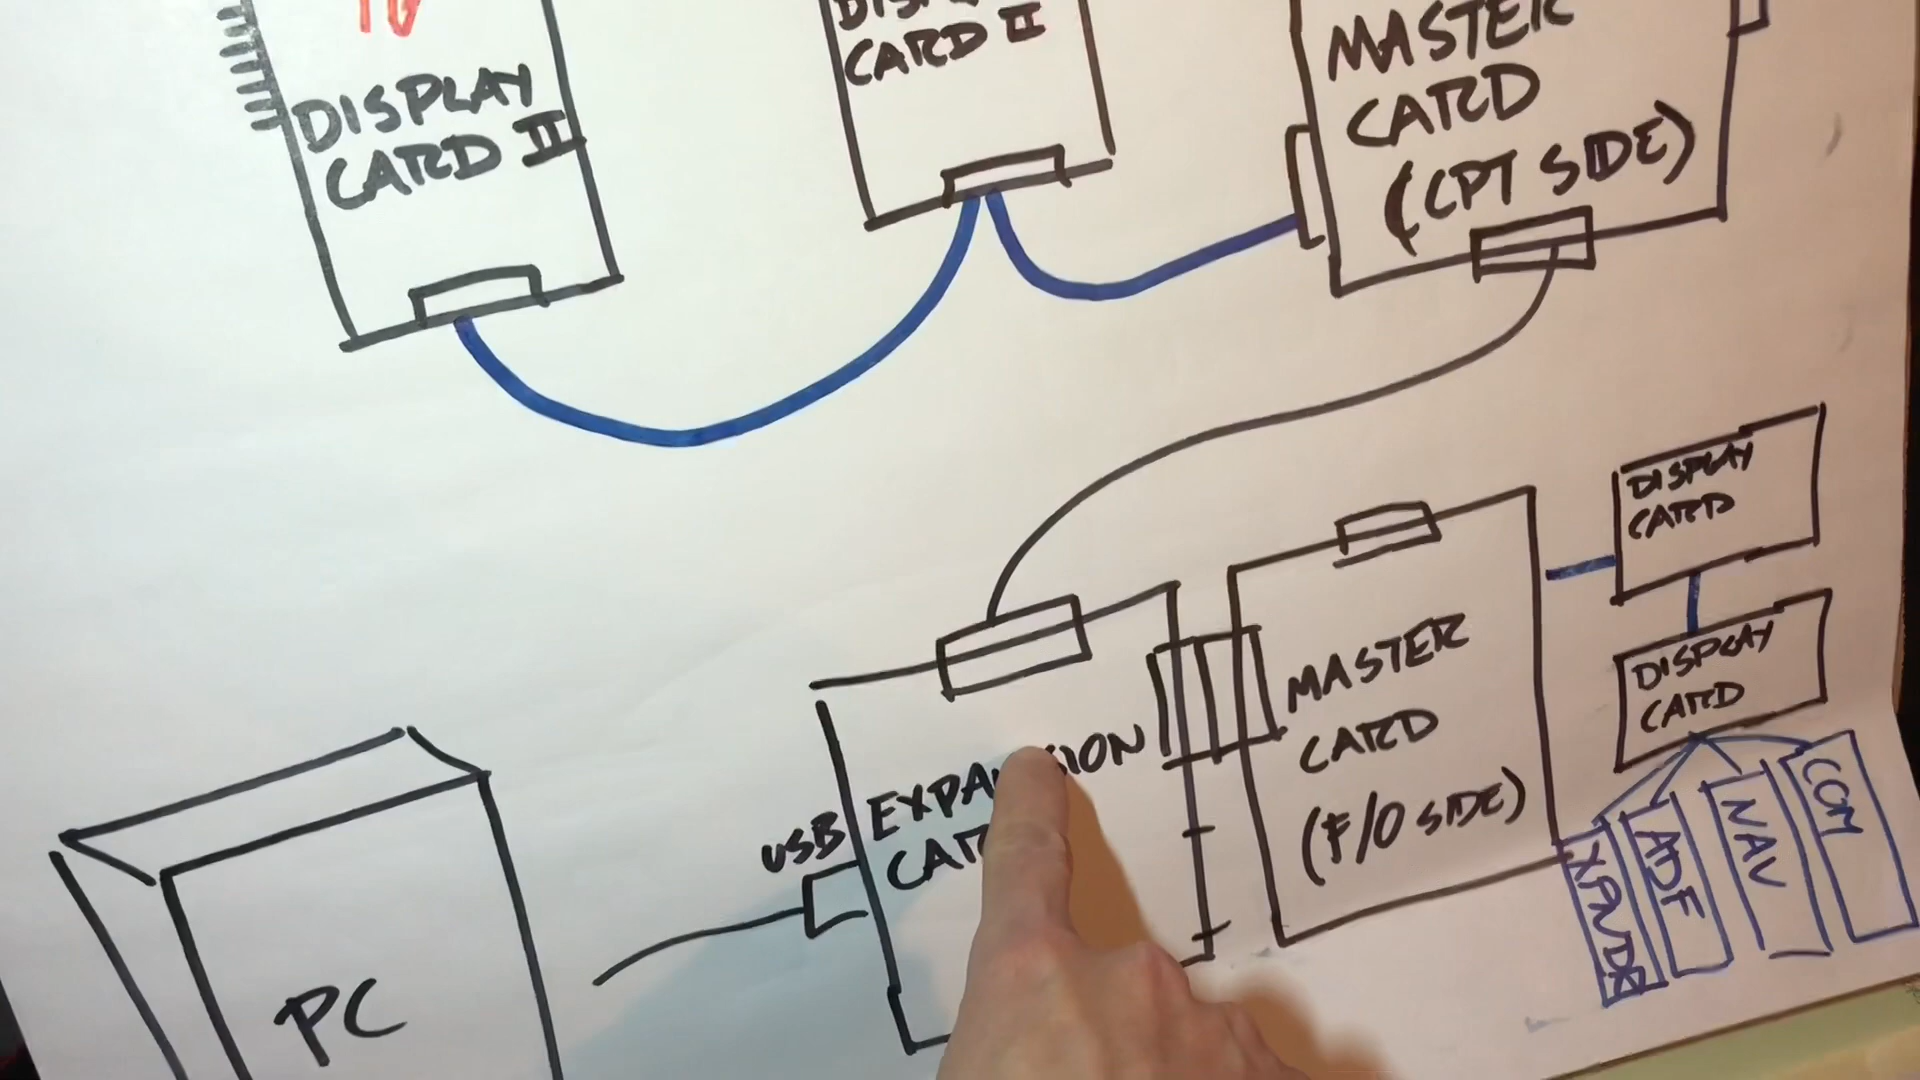 DISPLAY
CARD II
CARD II
MASTER
CARD
(CPT SIDE)
DISPLAY
CARD
DISPLAY
CARD
MASTER
CARD
(F/O SIDE)
USB
PC
XPNDR
ADF
NAV
COM